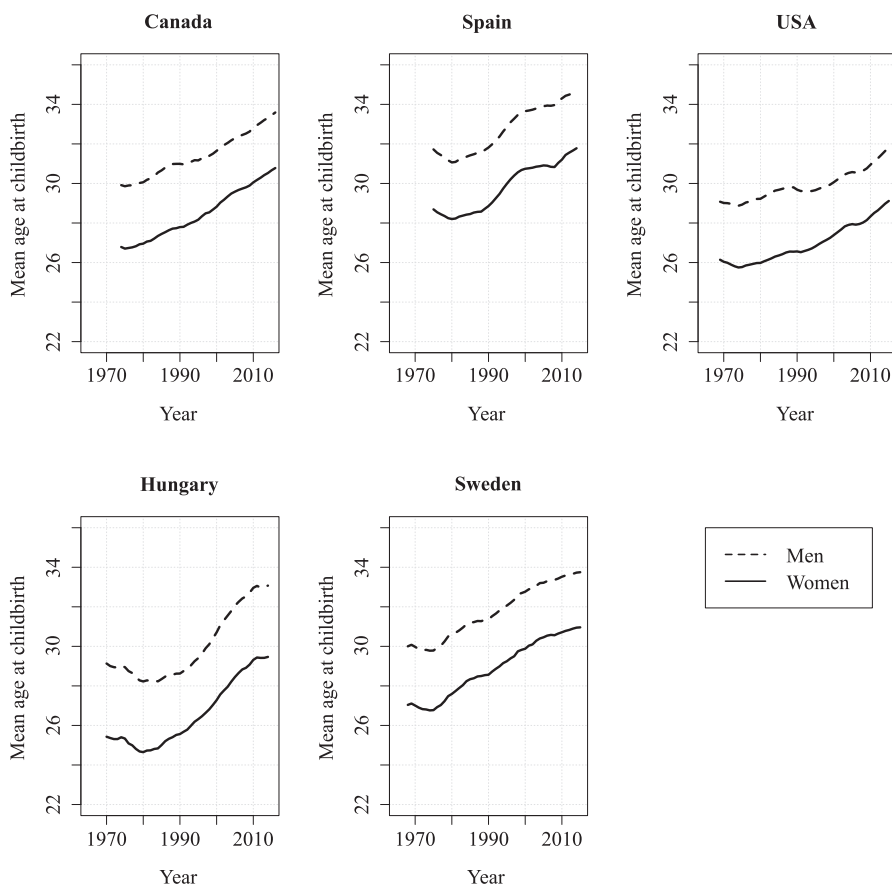 Canada
Mean age at childbirth
34
30
26
22
1970 1990 2010
Year
Spain
Mean age at childbirth
34
30
26
22
1970 1990 2010
Year
USA
Mean age at childbirth
34
30
26
22
1970 1990 2010
Year
Hungary
Mean age at childbirth
34
30
26
22
1970 1990 2010
Year
Sweden
Mean age at childbirth
34
30
26
22
1970 1990 2010
Year
Men
Women